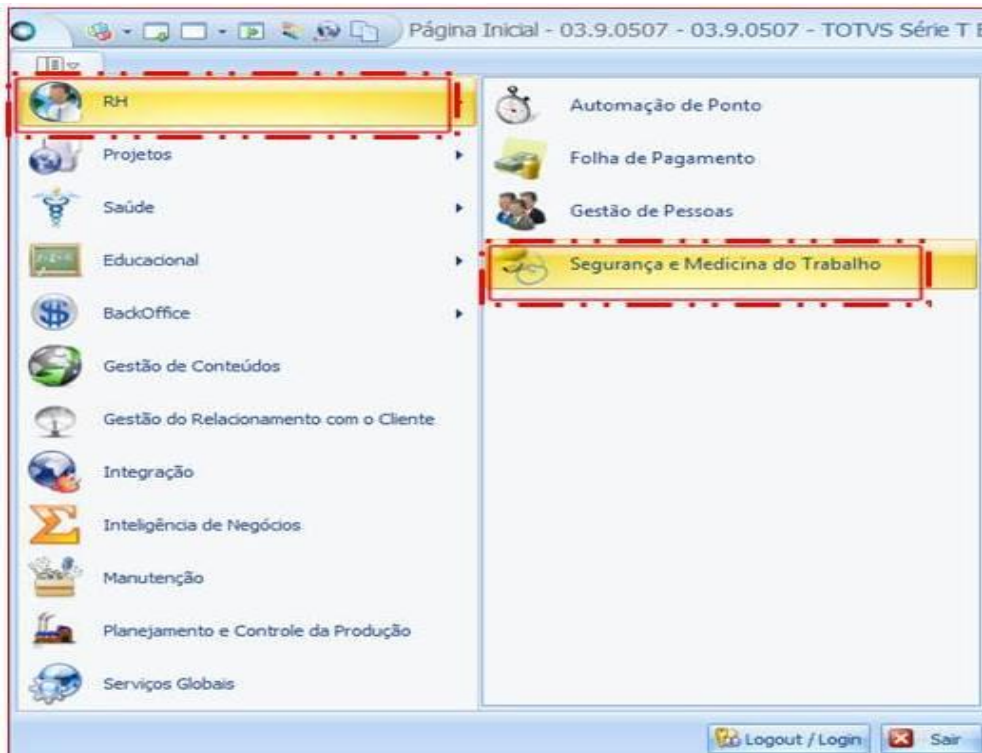 Página Inicial - 03.9.0507 - 03.9.0507 - TOTVS Série T E
RH
Projetos
Saúde
Educacional
BackOffice
Gestão de Conteúdos
Gestão do Relacionamento com o Cliente
Integração
Inteligência de Negócios
Manutenção
Planejamento e Controle da Produção
Serviços Globais
Automação de Ponto
Folha de Pagamento
Gestão de Pessoas
Segurança e Medicina do Trabalho
Logout / Login
Sair